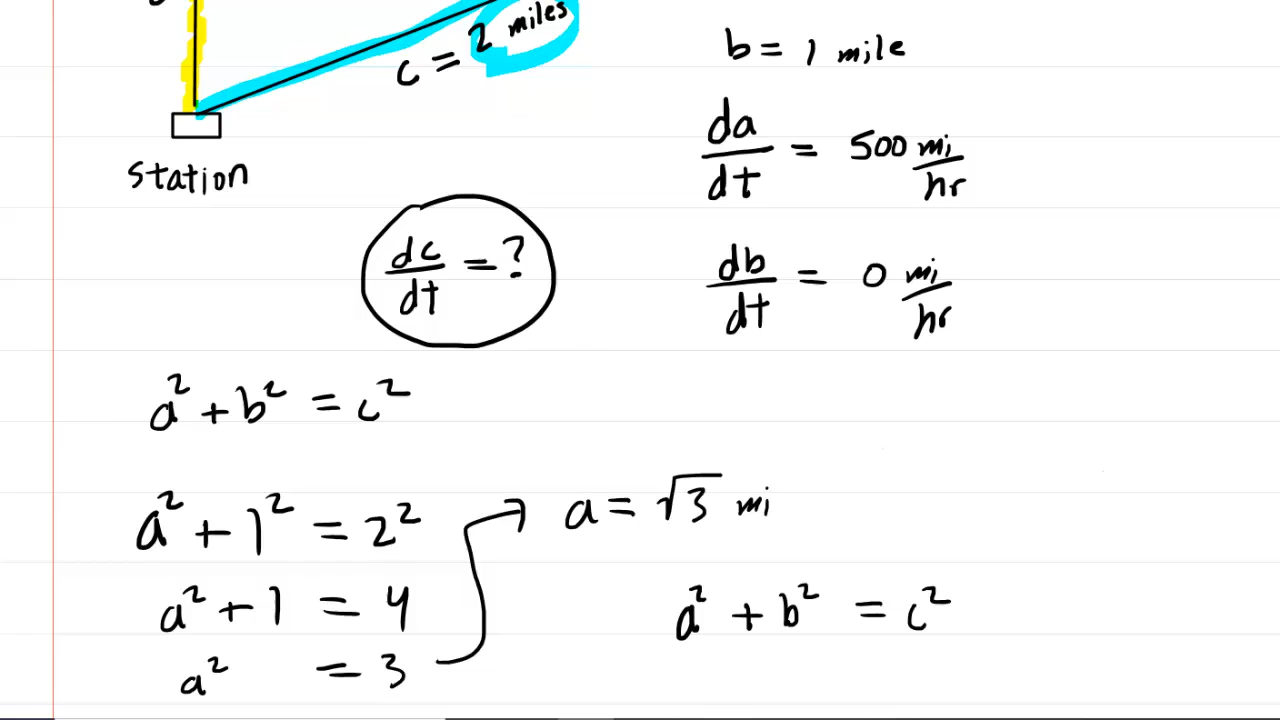 c = 2 miles
b = 1 mile
da/dt = 500 mi/hr
station
dc/dt = ?
db/dt = 0 mi/hr
a² + b² = c²
a² + 1² = 2²
a² + 1 = 4
a² = 3
a = √3 mi
a² + b² = c²